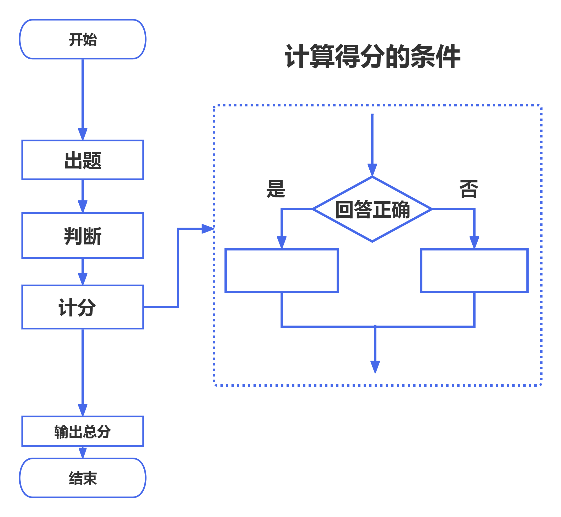 开始
出题
判断
计分
输出总分
结束
计算得分的条件
回答正确
是
否